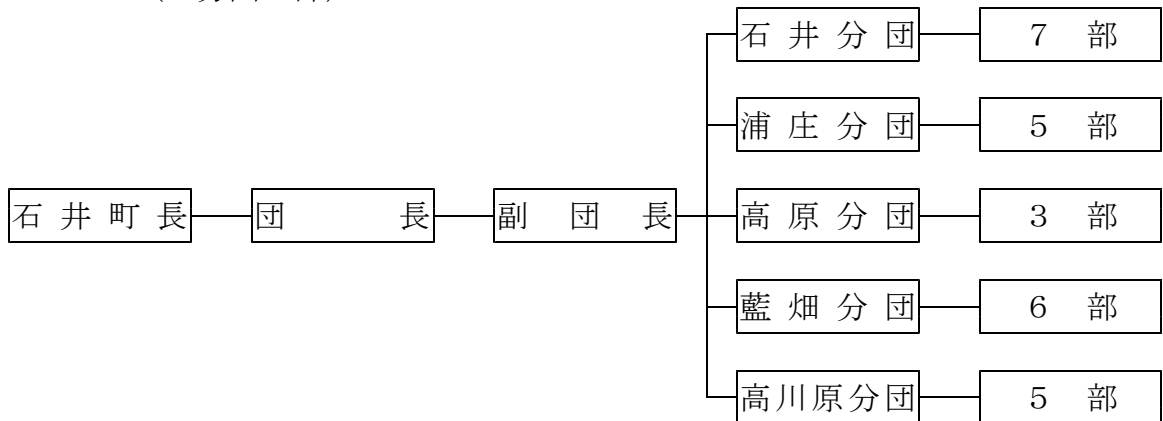 石井分団 7部
浦庄分団 5部
石井町長 団長 副団長 高原分団 3部
藍畑分団 6部
高川原分団 5部